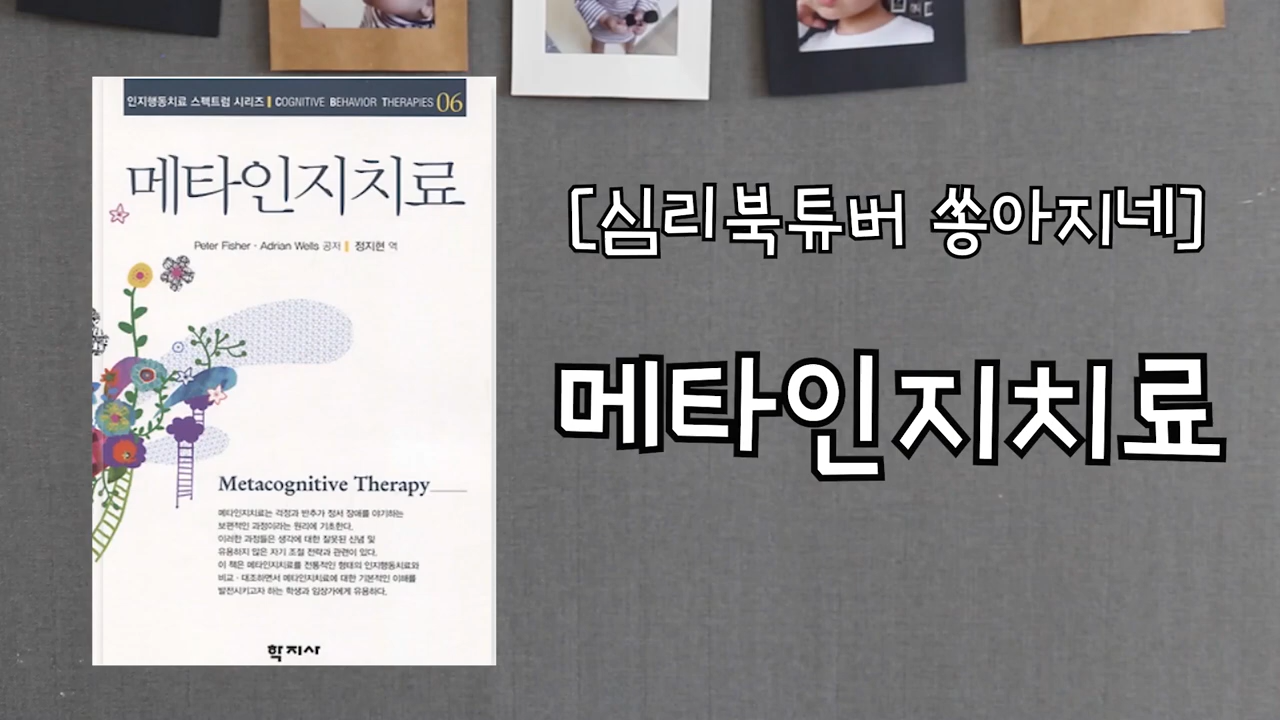 인지행동치료 스펙트럼 시리즈 | COGNITIVE BEHAVIOR THERAPIES 06
메타인지치료
Peter Fisher · Adrian Wells 공저 | 정지현 역
Metacognitive Therapy
메타인지치료는 걱정과 반추가 정서 장애를 야기하는
보편적인 과정이라는 원리에 기초한다.
이러한 과정들은 생각에 대한 잘못된 신념 및
유용하지 않은 자기 조절 전략과 관련이 있다.
이 책은 메타인지치료를 전통적인 형태의 인지행동치료와
비교·대조하면서 메타인지치료에 대한 기본적인 이해를
발전시키고자 하는 학생과 임상가에게 유용하다.
학지사
[심리북튜버 쏭아지네]
메타인지치료